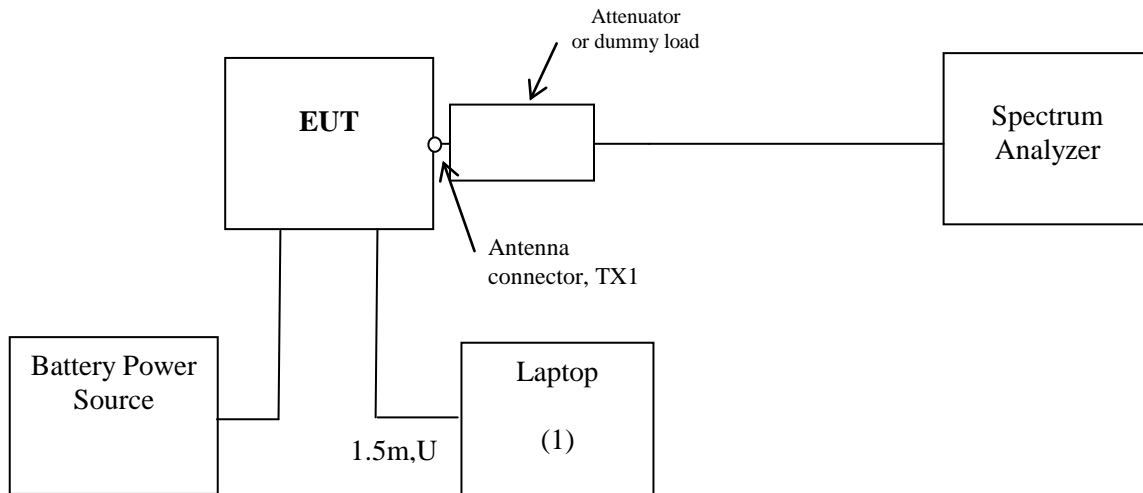 Attenuator
or dummy load
EUT
Spectrum
Analyzer
Antenna
connector, TX1
Battery Power
Source
Laptop
(1)
1.5m,U